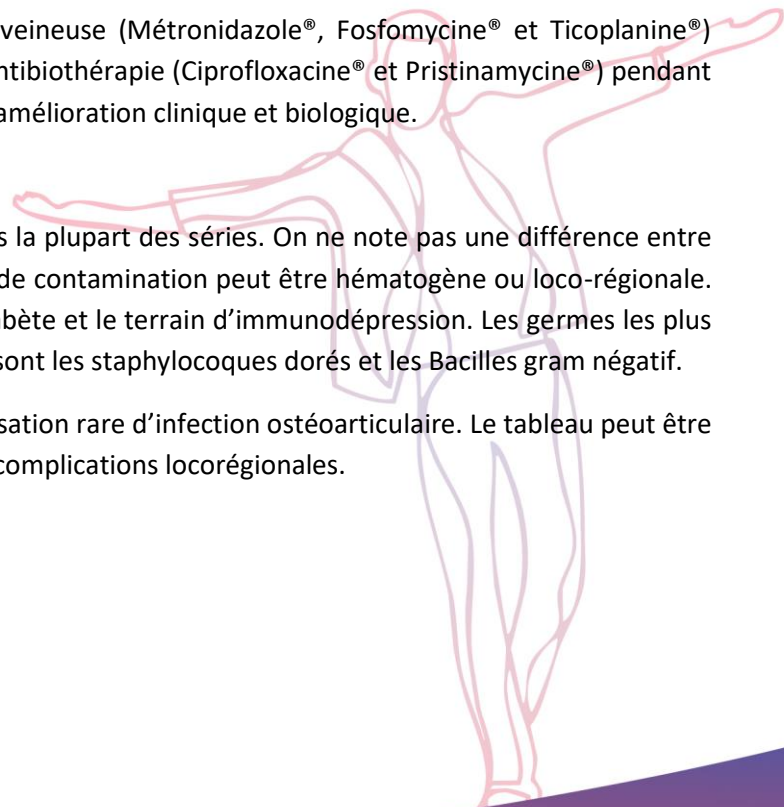 veineuse (Métronidazole®, Fosfomycine® et Ticoplanine®)
ntibiothérapie (Ciprofloxacine® et Pristinamycine®) pendant
amélioration clinique et biologique.
s la plupart des séries. On ne note pas une différence entre
de contamination peut être hématogène ou loco-régionale.
abète et le terrain d’immunodépression. Les germes les plus
sont les staphylocoques dorés et les Bacilles gram négatif.
sation rare d’infection ostéoarticulaire. Le tableau peut être
complications locorégionales.